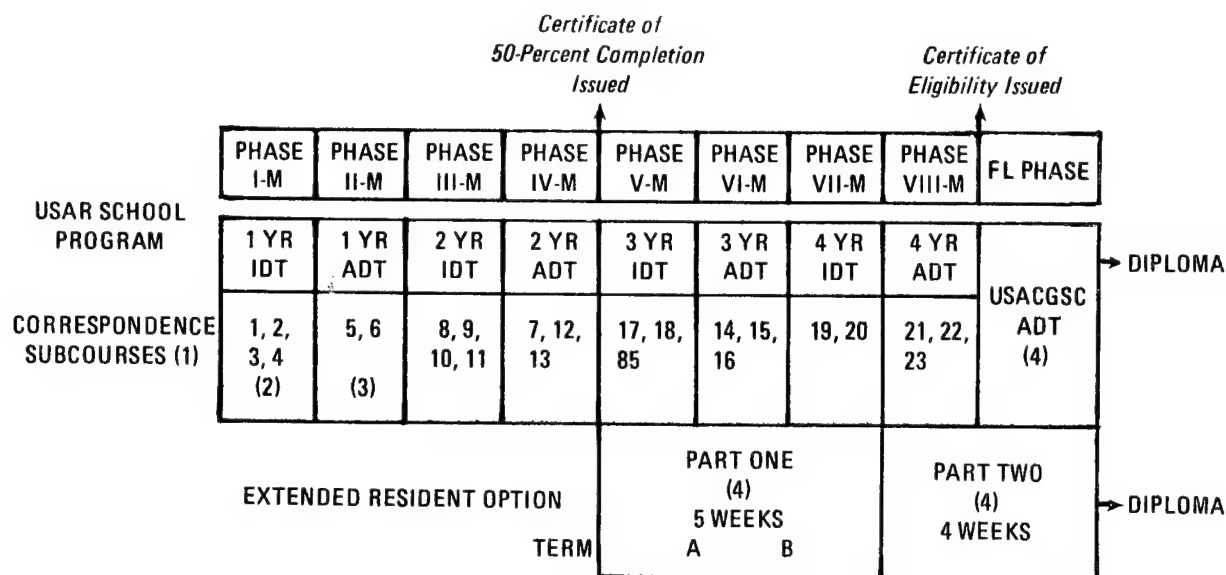 Certificate of
50-Percent Completion
Issued
Certificate of
Eligibility Issued
PHASE I-M
PHASE II-M
PHASE III-M
PHASE IV-M
PHASE V-M
PHASE VI-M
PHASE VII-M
PHASE VIII-M
FL PHASE
USAR SCHOOL
PROGRAM
1 YR IDT
1 YR ADT
2 YR IDT
2 YR ADT
3 YR IDT
3 YR ADT
4 YR IDT
4 YR ADT
USACGSC
ADT
(4)
DIPLOMA
CORRESPONDENCE
SUBCOURSES (1)
1, 2,
3, 4
(2)
5, 6
(3)
8, 9,
10, 11
7, 12,
13
17, 18,
85
14, 15,
16
19, 20
21, 22,
23
EXTENDED RESIDENT OPTION
TERM
PART ONE
(4)
5 WEEKS
A B
PART TWO
(4)
4 WEEKS
DIPLOMA